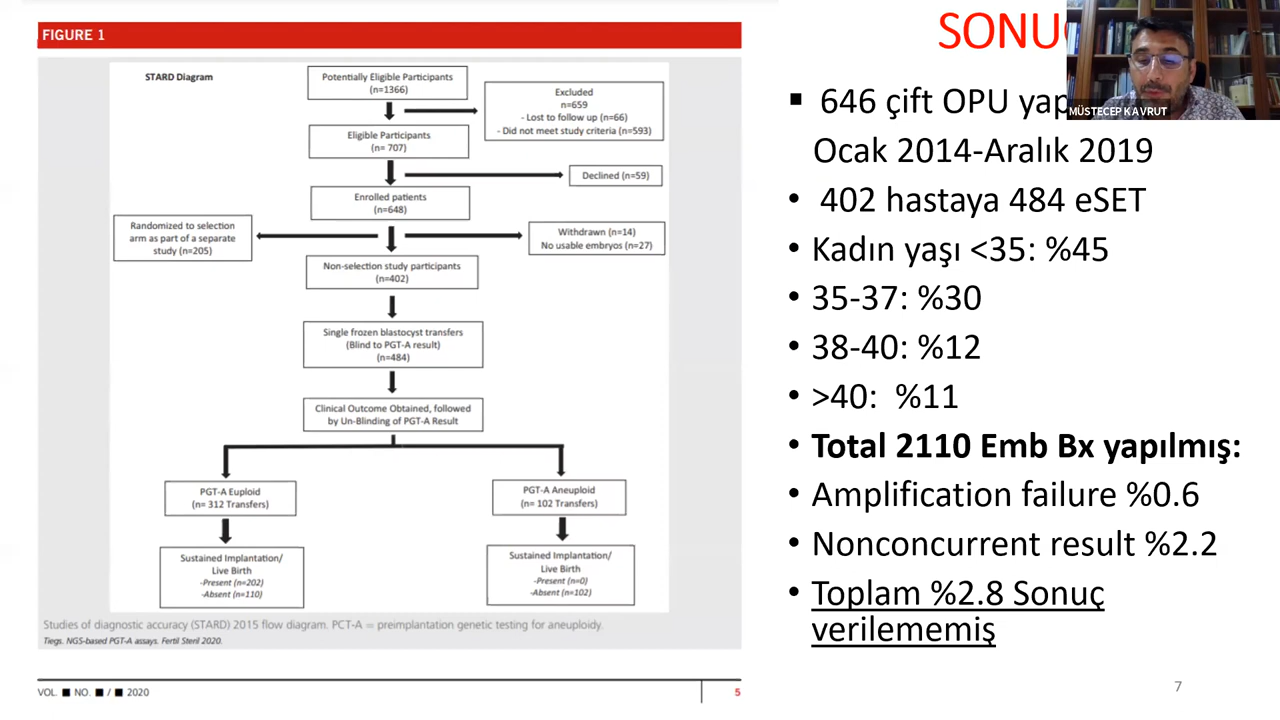 FIGURE 1
STARD Diagram
Potentially Eligible Participants
(n=1366)
Excluded
n=659
- Lost to follow up (n=66)
- Did not meet study criteria (n=593)
Eligible Participants
(n= 707)
Declined (n=59)
Enrolled patients
(n=648)
Randomized to selection
arm as part of a separate
study (n=205)
Withdrawn (n=14)
No usable embryos (n=27)
Non-selection study participants
(n=402)
Single frozen blastocyst transfers
(Blind to PGT-A result)
(n=484)
Clinical Outcome Obtained, followed
by Un-Blinding of PGT-A Result
PGT-A Euploid
(n= 312 Transfers)
PGT-A Aneuploid
(n= 102 Transfers)
Sustained Implantation/
Live Birth
-Present (n=202)
-Absent (n=110)
Sustained Implantation/
Live Birth
-Present (n=0)
-Absent (n=102)
Studies of diagnostic accuracy (STARD) 2015 flow diagram. PCT-A = preimplantation genetic testing for aneuploidy.
Tiegs. NGS-based PGT-A assays. Fertil Steril 2020.
VOL. ■ NO. ■ / ■ 2020
5
MÜSTECEP KAVRUT
▪ 646 çift OPU
Ocak 2014-Aralık 2019
• 402 hastaya 484 eSET
• Kadın yaşı <35: %45
• 35-37: %30
• 38-40: %12
• >40: %11
• Total 2110 Emb Bx yapılmış:
• Amplification failure %0.6
• Nonconcurrent result %2.2
• Toplam %2.8 Sonuç
verilememiş
7